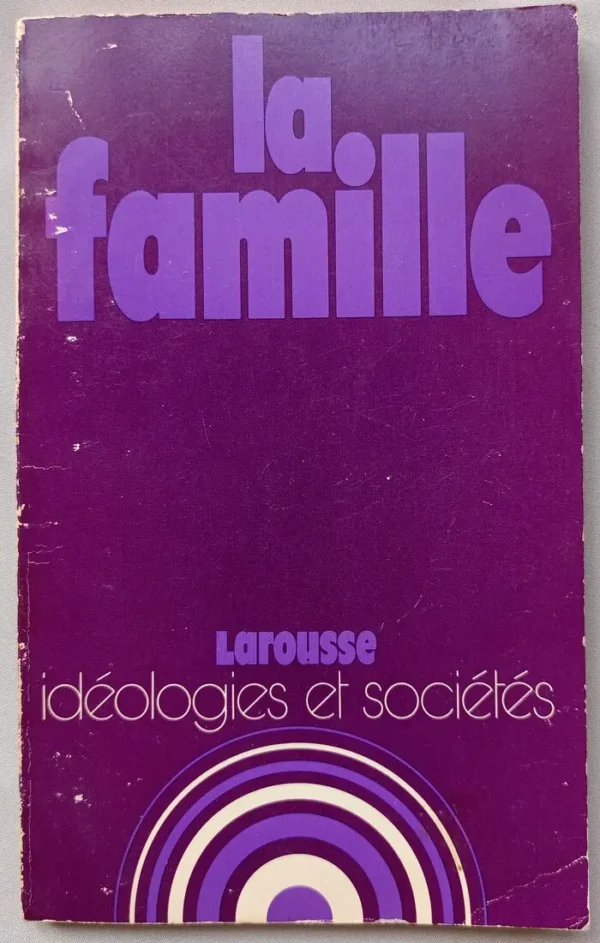 la
famille
Larousse
idéologies et sociétés